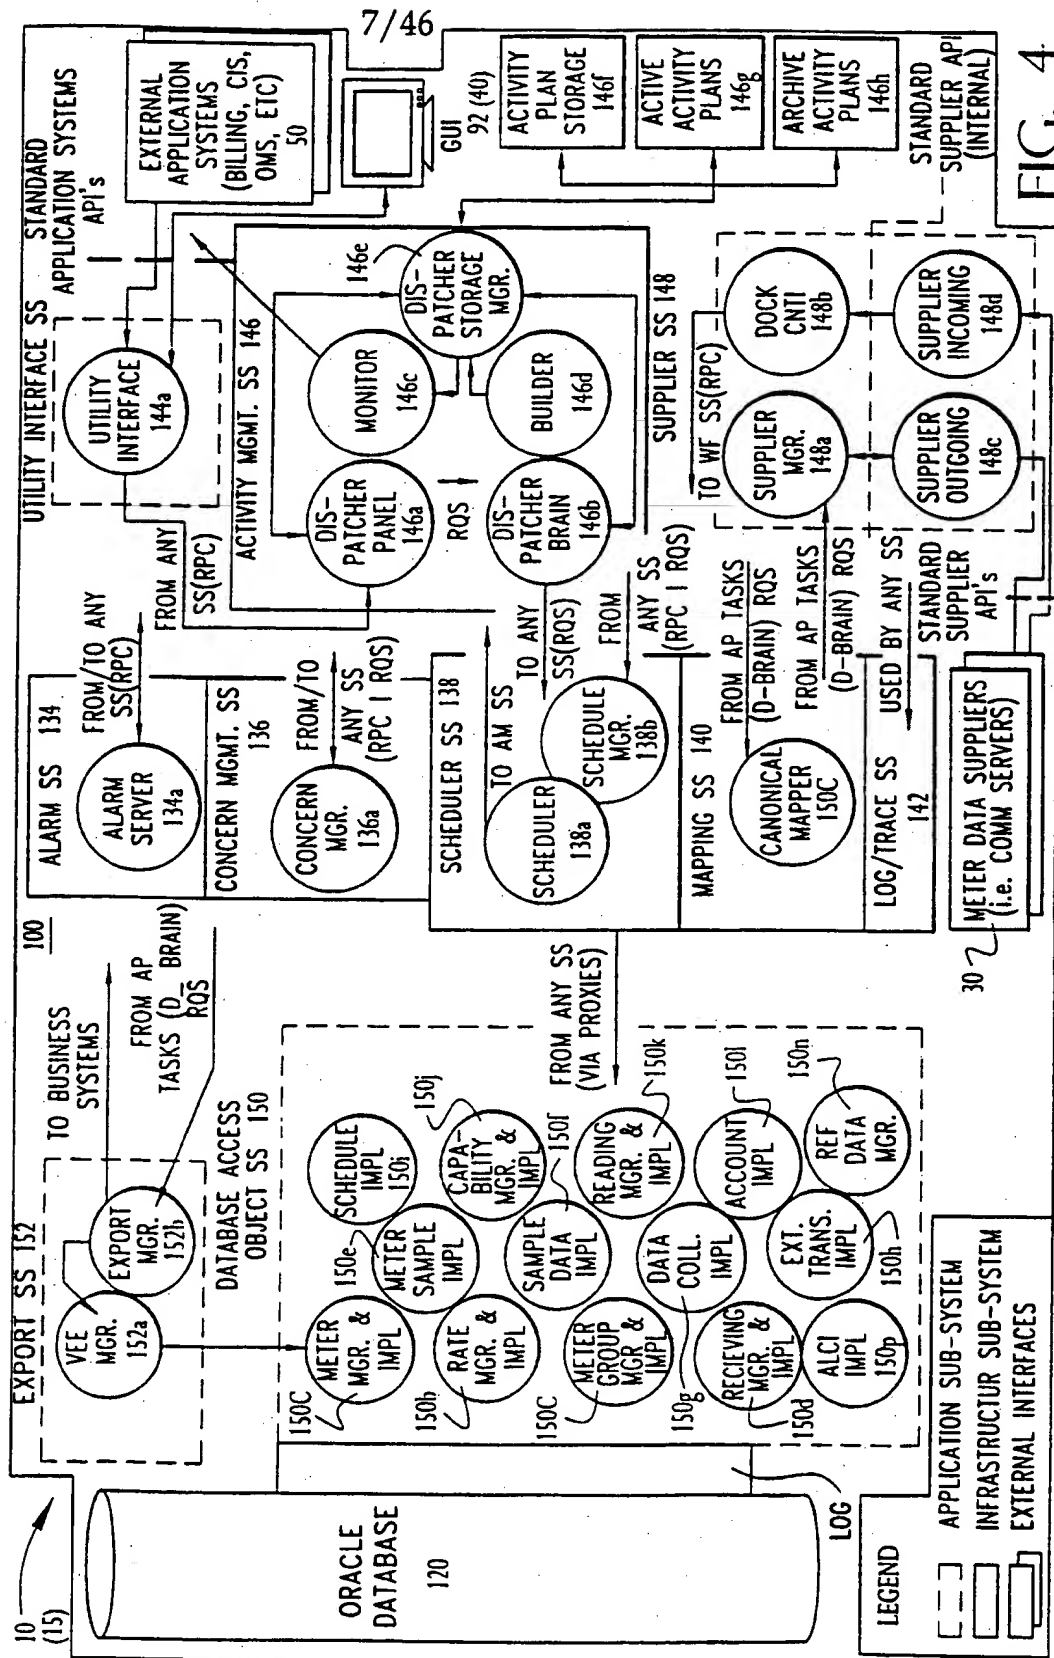 7/46
10
(15)
100
EXPORT SS 152
VEE
MGR.
152a
EXPORT
MGR.
152h
TO BUSINESS
SYSTEMS
FROM AP
TASKS (D_ BRAIN)
RQS
DATABASE ACCESS
OBJECT SS 150
ORACLE
DATABASE
120
LOG
150C
METER
MGR. &
IMPL
150e
METER
SAMPLE
IMPL
SCHEDULE
IMPL
150i
150j
CAPA-
BILITY
MGR. &
IMPL
150b
RATE
MGR. &
IMPL
SAMPLE
DATA
IMPL
150f
150C
METER
GROUP
MGR &
IMPL
READING
MGR. &
IMPL
150k
150g
DATA
COLL.
IMPL
ACCOUNT
IMPL
150l
RECIEVING
MGR. &
IMPL
150d
EXT.
TRANS.
IMPL
150h
REF
DATA
MGR.
150n
ALCI
IMPL
150p
FROM ANY SS
(VIA PROXIES)
ALARM SS 134
ALARM
SERVER
134a
FROM/TO ANY
SS(RPC)
CONCERN MGMT. SS
136
CONCERN
MGR.
136a
FROM/TO
ANY SS
(RPC | RQS)
SCHEDULER SS 138
SCHEDULER
138a
SCHEDULE
MGR.
138b
TO AM SS
TO ANY
SS(RQS)
FROM
ANY SS
(RPC | RQS)
MAPPING SS 140
CANONICAL
MAPPER
150C
FROM AP TASKS
(D-BRAIN) RQS
FROM AP TASKS
(D-BRAIN) RQS
LOG/TRACE SS
142
USED BY ANY SS
30
METER DATA SUPPLIERS
(i.e. COMM SERVERS)
STANDARD
SUPPLIER
API's
UTILITY INTERFACE SS
UTILITY
INTERFACE
144a
FROM ANY
SS(RPC)
STANDARD
APPLICATION SYSTEMS
API's
EXTERNAL
APPLICATION
SYSTEMS
(BILLING, CIS,
OMS, ETC)
50
GUI
92 (40)
ACTIVITY MGMT. SS 146
DIS-
PATCHER
PANEL
146a
RQS
DIS-
PATCHER
BRAIN
146b
MONITOR
146c
BUILDER
146d
DIS-
PATCHER
STORAGE
MGR.
146e
ACTIVITY
PLAN
STORAGE
146f
ACTIVE
ACTIVITY
PLANS
146g
ARCHIVE
ACTIVITY
PLANS
146h
SUPPLIER SS 148
TO WF SS(RPC)
SUPPLIER
MGR.
148a
DOCK
CNTI
148b
SUPPLIER
OUTGOING
148c
SUPPLIER
INCOMING
148d
STANDARD
SUPPLIER API
(INTERNAL)
LEGEND
APPLICATION SUB-SYSTEM
INFRASTRUCTUR SUB-SYSTEM
EXTERNAL INTERFACES
FIG. 4